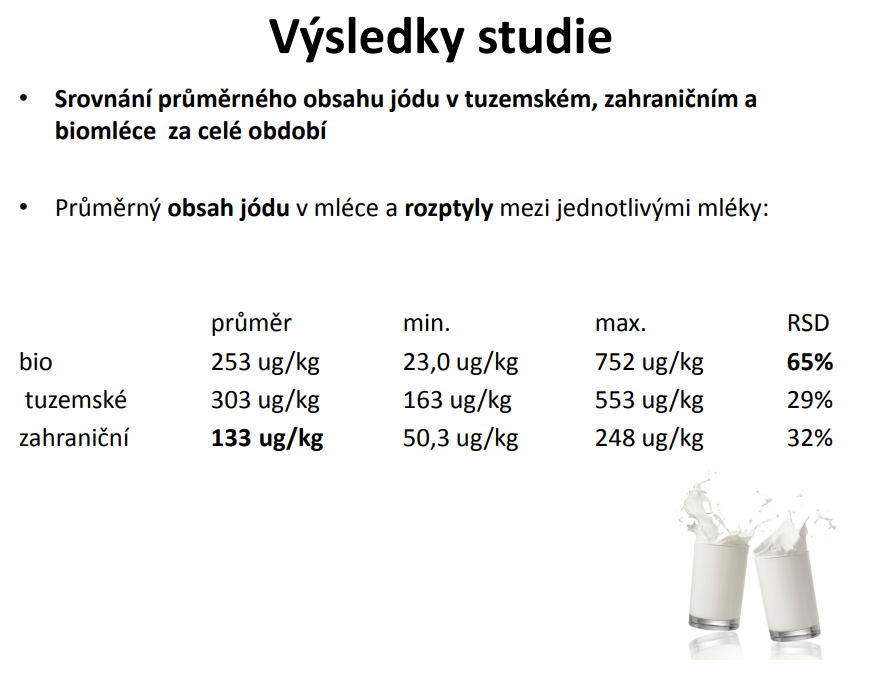 Výsledky studie
• Srovnání průměrného obsahu jódu v tuzemském, zahraničním a
biomléce  za celé období
• Průměrný obsah jódu v mléce a rozptyly mezi jednotlivými mléky:
průměr min. max. RSD
bio 253 ug/kg 23,0 ug/kg 752 ug/kg 65%
tuzemské 303 ug/kg 163 ug/kg 553 ug/kg 29%
zahraniční 133 ug/kg 50,3 ug/kg 248 ug/kg 32%